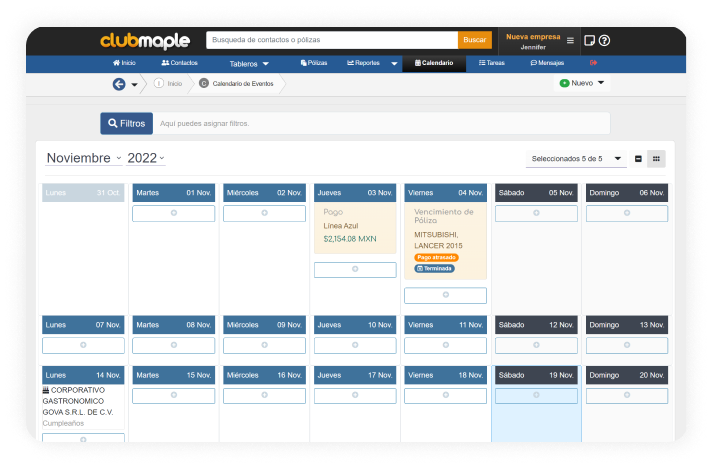 clubmaple
Busqueda de contactos o pólizas
Buscar
Nueva empresa
Jennifer
Inicio
Contactos
Tableros
Pólizas
Reportes
Calendario
Tareas
Mensajes
Inicio
C
Calendario de Eventos
Nuevo
Filtros
Aquí puedes asignar filtros.
Noviembre
2022
Seleccionados 5 de 5
Lunes 31 Oct.
Martes 01 Nov.
Miércoles 02 Nov.
Jueves 03 Nov.
Viernes 04 Nov.
Sábado 05 Nov.
Domingo 06 Nov.
Pago
Línea Azul
$2,154.08 MXN
Vencimiento de
Póliza
MITSUBISHI,
LANCER 2015
Pago atrasado
Terminada
Lunes 07 Nov.
Martes 08 Nov.
Miércoles 09 Nov.
Jueves 10 Nov.
Viernes 11 Nov.
Sábado 12 Nov.
Domingo 13 Nov.
Lunes 14 Nov.
Martes 15 Nov.
Miércoles 16 Nov.
Jueves 17 Nov.
Viernes 18 Nov.
Sábado 19 Nov.
Domingo 20 Nov.
CORPORATIVO
GASTRONOMICO
GOVA S.R.L. DE C.V.
Cumpleaños